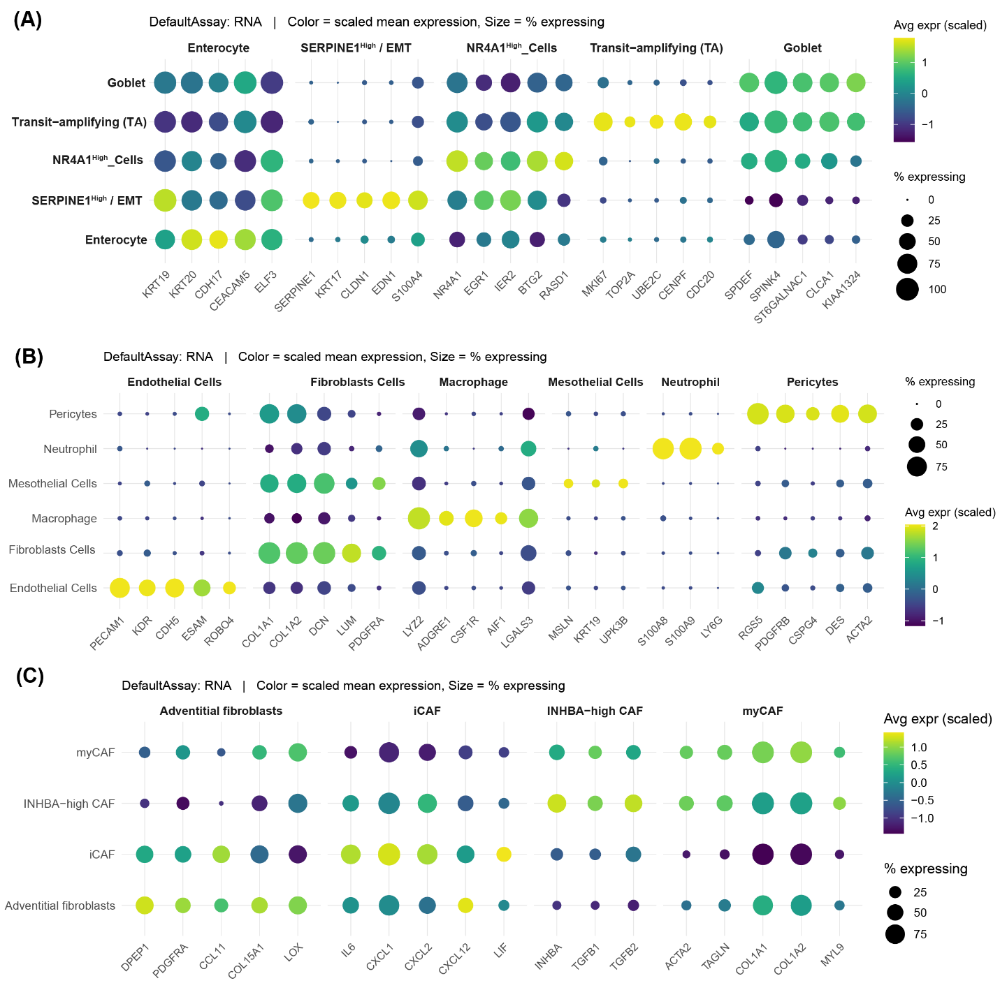 (A)
DefaultAssay: RNA | Color = scaled mean expression, Size = % expressing
Enterocyte SERPINE1High / EMT NR4A1High_Cells Transit−amplifying (TA) Goblet
Goblet
Transit−amplifying (TA)
NR4A1High_Cells
SERPINE1High / EMT
Enterocyte
KRT19 KRT20 CDH17 CEACAM5 ELF3 SERPINE1 KRT17 CLDN1 EDN1 S100A4 NR4A1 EGR1 IER2 BTG2 RASD1 MKI67 TOP2A UBE2C CENPF CDC20 SPDEF SPINK4 ST6GALNAC1 CLCA1 KIAA1324
Avg expr (scaled)
1
0
−1
% expressing
0
25
50
75
100
(B)
DefaultAssay: RNA | Color = scaled mean expression, Size = % expressing
Endothelial Cells Fibroblasts Cells Macrophage Mesothelial Cells Neutrophil Pericytes
Pericytes
Neutrophil
Mesothelial Cells
Macrophage
Fibroblasts Cells
Endothelial Cells
PECAM1 KDR CDH5 ESAM ROBO4 COL1A1 COL1A2 DCN LUM PDGFRA LYZ2 ADGRE1 CSF1R AIF1 LGALS3 MSLN KRT19 UPK3B S100A8 S100A9 LY6G RGS5 PDGFRB CSPG4 DES ACTA2
% expressing
0
25
50
75
Avg expr (scaled)
2
1
0
−1
(C)
DefaultAssay: RNA | Color = scaled mean expression, Size = % expressing
Adventitial fibroblasts iCAF INHBA−high CAF myCAF
myCAF
INHBA−high CAF
iCAF
Adventitial fibroblasts
DPEP1 PDGFRA CCL11 COL15A1 LOX IL6 CXCL1 CXCL2 CXCL12 LIF INHBA TGFB1 TGFB2 ACTA2 TAGLN COL1A1 COL1A2 MYL9
Avg expr (scaled)
1.0
0.5
0.0
−0.5
−1.0
% expressing
25
50
75